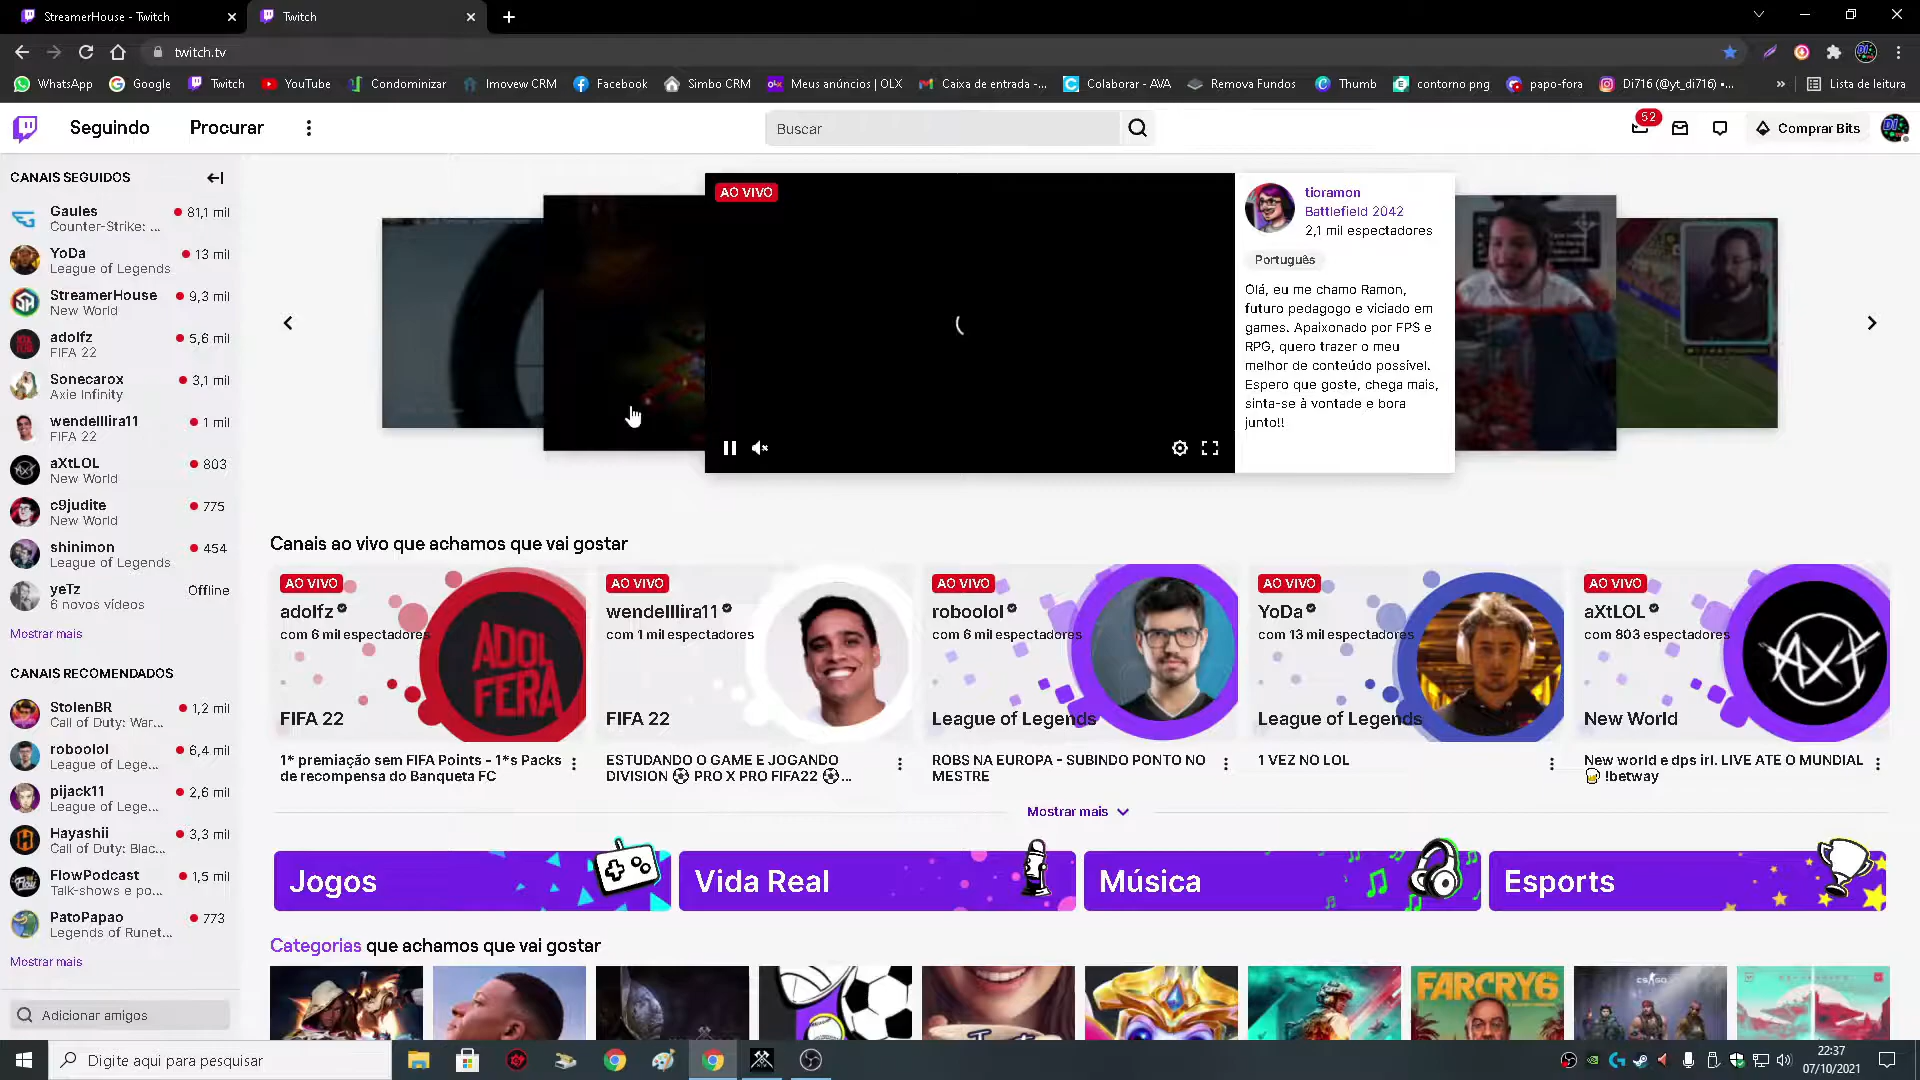 StreamerHouse - Twitch
Twitch
twitch.tv
WhatsApp
Google
Twitch
YouTube
Condominizar
Imovew CRM
Facebook
Simbo CRM
Meus anúncios | OLX
Caixa de entrada -...
Colaborar - AVA
Remova Fundos
Thumb
contorno png
papo-fora
Di716 (@yt_di716) •...
»
Lista de leitura
Seguindo
Procurar
Buscar
52
Comprar Bits
CANAIS SEGUIDOS
Gaules
81,1 mil
Counter-Strike: ...
YoDa
13 mil
League of Legends
StreamerHouse
9,3 mil
New World
adolfz
5,6 mil
FIFA 22
Sonecarox
3,1 mil
Axie Infinity
wendelllira11
1 mil
FIFA 22
aXtLOL
803
New World
c9judite
775
New World
shinimon
454
League of Legends
yeTz
Offline
6 novos vídeos
Mostrar mais
CANAIS RECOMENDADOS
StolenBR
1,2 mil
Call of Duty: War...
roboolol
6,4 mil
League of Lege...
pijack11
2,6 mil
League of Lege...
Hayashii
3,3 mil
Call of Duty: Blac...
FlowPodcast
1,5 mil
Talk-shows e po...
PatoPapao
773
Legends of Runet...
Mostrar mais
Adicionar amigos
AO VIVO
tioramon
Battlefield 2042
2,1 mil espectadores
Português
Olá, eu me chamo Ramon,
futuro pedagogo e viciado em
games. Apaixonado por FPS e
RPG, quero trazer o meu
melhor de conteúdo possível.
Espero que goste, chega mais,
sinta-se à vontade e bora
junto!!
Canais ao vivo que achamos que vai gostar
AO VIVO
adolfz
com 6 mil espectadores
ADOL
FERA
FIFA 22
1* premiação sem FIFA Points - 1*s Packs
de recompensa do Banqueta FC
AO VIVO
wendelllira11
com 1 mil espectadores
FIFA 22
ESTUDANDO O GAME E JOGANDO
DIVISION ⚽ PRO X PRO FIFA22 ⚽...
AO VIVO
roboolol
com 6 mil espectadores
League of Legends
ROBS NA EUROPA - SUBINDO PONTO NO
MESTRE
AO VIVO
YoDa
com 13 mil espectadores
League of Legends
1 VEZ NO LOL
AO VIVO
aXtLOL
com 803 espectadores
AXT
New World
New world e dps irl. LIVE ATE O MUNDIAL
🍺 !betway
Mostrar mais
Jogos
Vida Real
Música
Esports
Categorias que achamos que vai gostar
FARCRY6
CS:GO
Digite aqui para pesquisar
22:37
07/10/2021